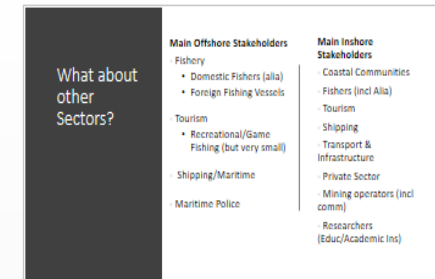 What about
other
Sectors?
Main Offshore Stakeholders
- Fishery
• Domestic Fishers (alia)
• Foreign Fishing Vessels
- Tourism
• Recreational/Game
Fishing (but very small)
- Shipping/Maritime
- Maritime Police
Main Inshore
Stakeholders
- Coastal Communities
- Fishers (incl Alia)
- Tourism
- Shipping
- Transport &
Infrastructure
- Private Sector
- Mining operators (incl
comm)
- Researchers
(Educ/Academic Ins)